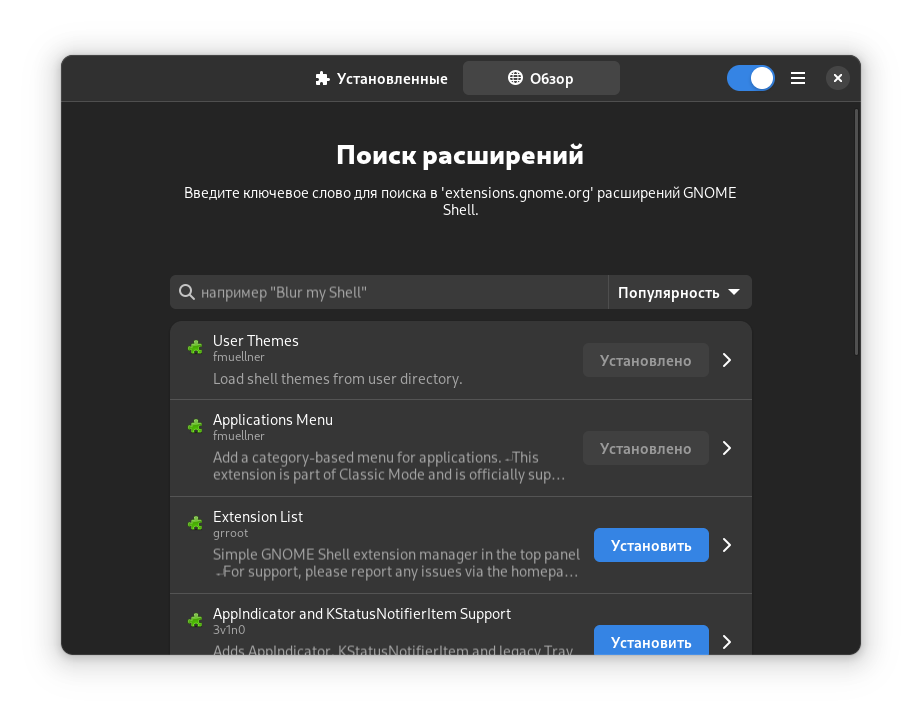 Установленные
Обзор
Поиск расширений
Введите ключевое слово для поиска в 'extensions.gnome.org' расширений GNOME
Shell.
например "Blur my Shell"
Популярность
User Themes
fmuellner
Load shell themes from user directory.
Установлено
Applications Menu
fmuellner
Add a category-based menu for applications. ↵This
extension is part of Classic Mode and is officially sup…
Установлено
Extension List
grroot
Simple GNOME Shell extension manager in the top panel
↵For support, please report any issues via the homepa…
Установить
AppIndicator and KStatusNotifierItem Support
3v1n0
Adds AppIndicator, KStatusNotifierItem and legacy Tray
Установить